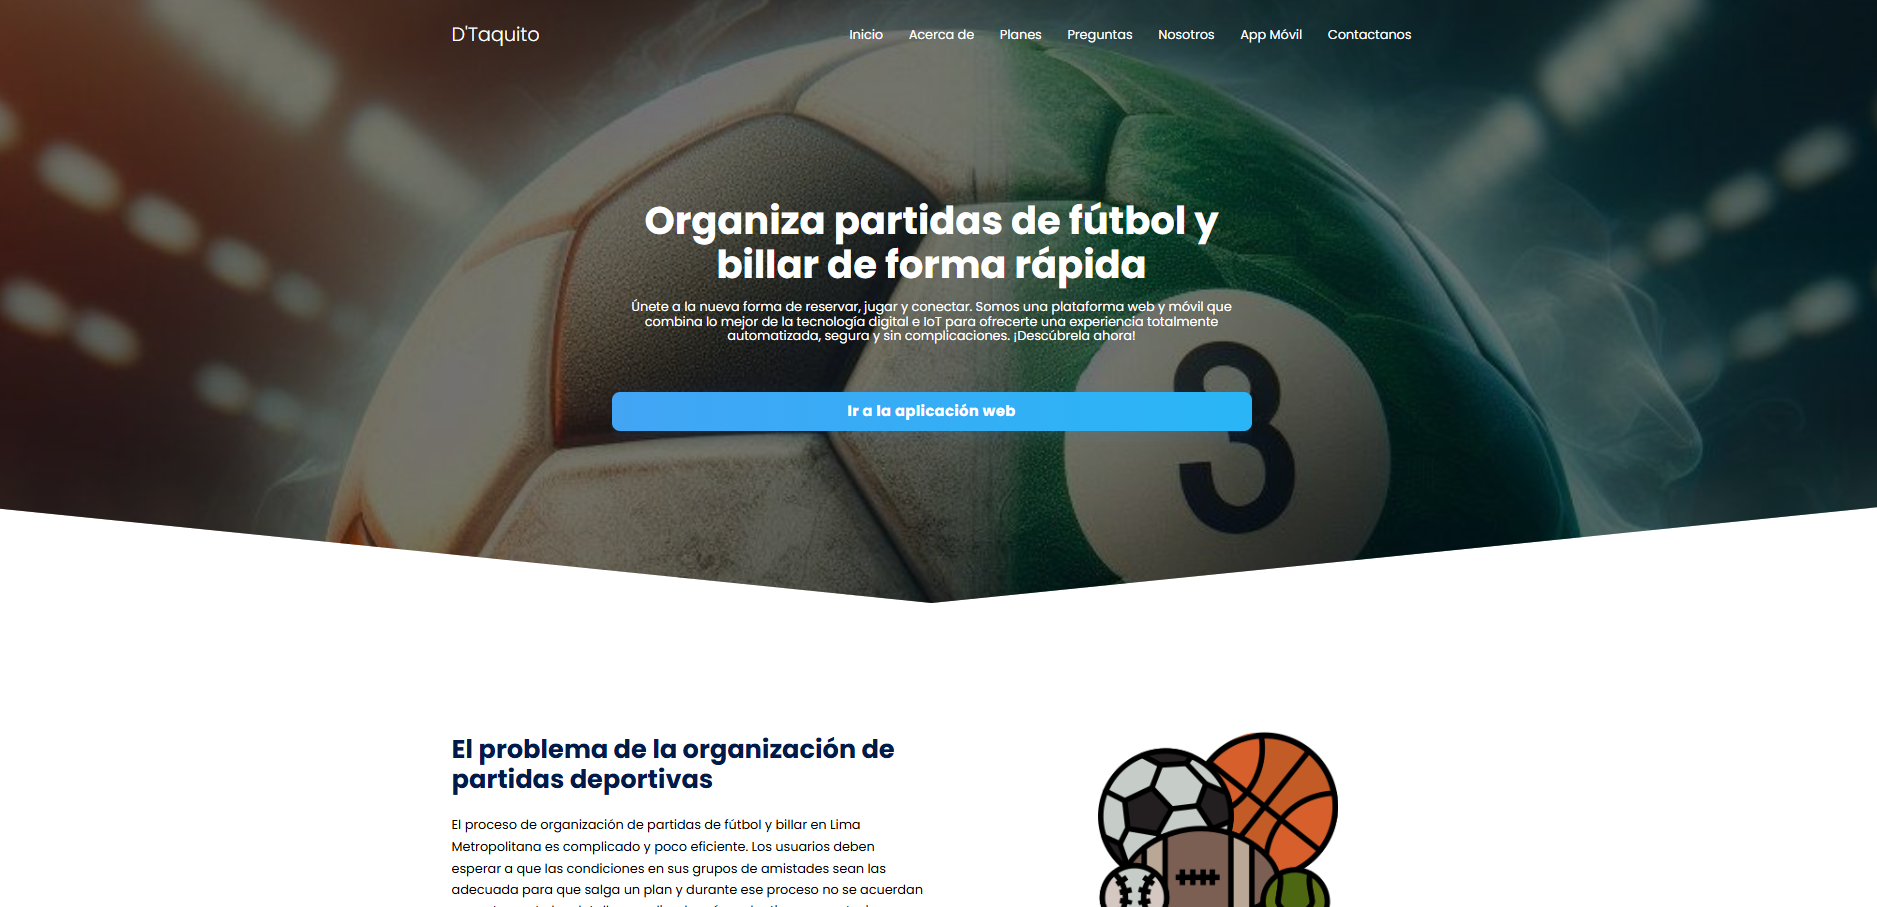 D'Taquito
Inicio Acerca de Planes Preguntas Nosotros App Móvil Contactanos
Organiza partidas de fútbol y
billar de forma rápida
Únete a la nueva forma de reservar, jugar y conectar. Somos una plataforma web y móvil que
combina lo mejor de la tecnología digital e IoT para ofrecerte una experiencia totalmente
automatizada, segura y sin complicaciones. ¡Descúbrela ahora!
3
Ir a la aplicación web
El problema de la organización de
partidas deportivas
El proceso de organización de partidas de fútbol y billar en Lima
Metropolitana es complicado y poco eficiente. Los usuarios deben
esperar a que las condiciones en sus grupos de amistades sean las
adecuada para que salga un plan y durante ese proceso no se acuerdan